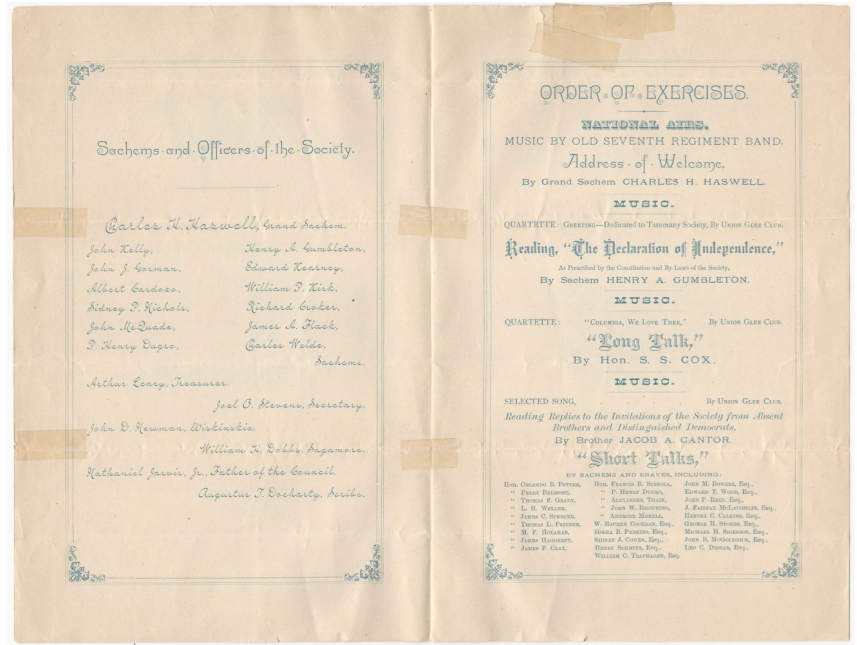 Sachems · and · Officers · of · the · Society.
Charles H. Haswell, Grand Sachem.
John Kelly, Henry A. Gumbleton,
John J. Gorman, Edward Kearney,
Albert Cardozo, William P. Kirk,
Sidney P. Nichols, Richard Croker,
John McQuade, James A. Flack,
P. Henry Dugro, Charles Welde,
Sachems.
Arthur Leary, Treasurer.
Joel O. Stevens, Secretary.
John D. Newman, Wiskinskie.
William H. Dobbs, Sagamore.
Nathaniel Jarvis, Jr., Father of the Council.
Augustus T. Docharty, Scribe.
ORDER · OF · EXERCISES.
NATIONAL AIRS.
MUSIC BY OLD SEVENTH REGIMENT BAND.
Address · of · Welcome,
By Grand Sachem CHARLES H. HASWELL.
MUSIC.
QUARTETTE: Greeting—Dedicated to Tammany Society, By Union Glee Club.
Reading, "The Declaration of Independence,"
As Prescribed by the Constitution and By-Laws of the Society,
By Sachem HENRY A. GUMBLETON.
MUSIC.
QUARTETTE: "Columbia, We Love Thee," By Union Glee Club.
"Long Talk,"
By Hon. S. S. COX.
MUSIC.
SELECTED SONG, By Union Glee Club.
Reading Replies to the Invitations of the Society from Absent
Brothers and Distinguished Democrats,
By Brother JACOB A. CANTOR.
"Short Talks,"
BY SACHEMS AND BRAVES, INCLUDING:
Hon. Orlando B. Potter, Hon. Francis B. Spinola, John M. Bowers, Esq.,
" Perry Belmont, " P. Henry Dugro, Edward T. Wood, Esq.,
" Thomas F. Grady, " Alexander Thain, John P. Reed, Esq.,
" L. H. Weller, " John W. Browning, J. Fairfax McLaughlin, Esq.,
" James C. Spencer, " Ambrose Monell, Hervey C. Calkins, Esq.,
" Thomas L. Feitner, W. Bourke Cockran, Esq., George H. Stoker, Esq.,
" M. F. Holahan, Hosea B. Perkins, Esq., Michael H. Sigerson, Esq.,
" James Haggerty, Sidney J. Cowen, Esq., John B. McGoldrick, Esq.,
" James F. Clay, Henry Schmitt, Esq., Leo C. Dessar, Esq.,
William C. Traphagen, Esq.